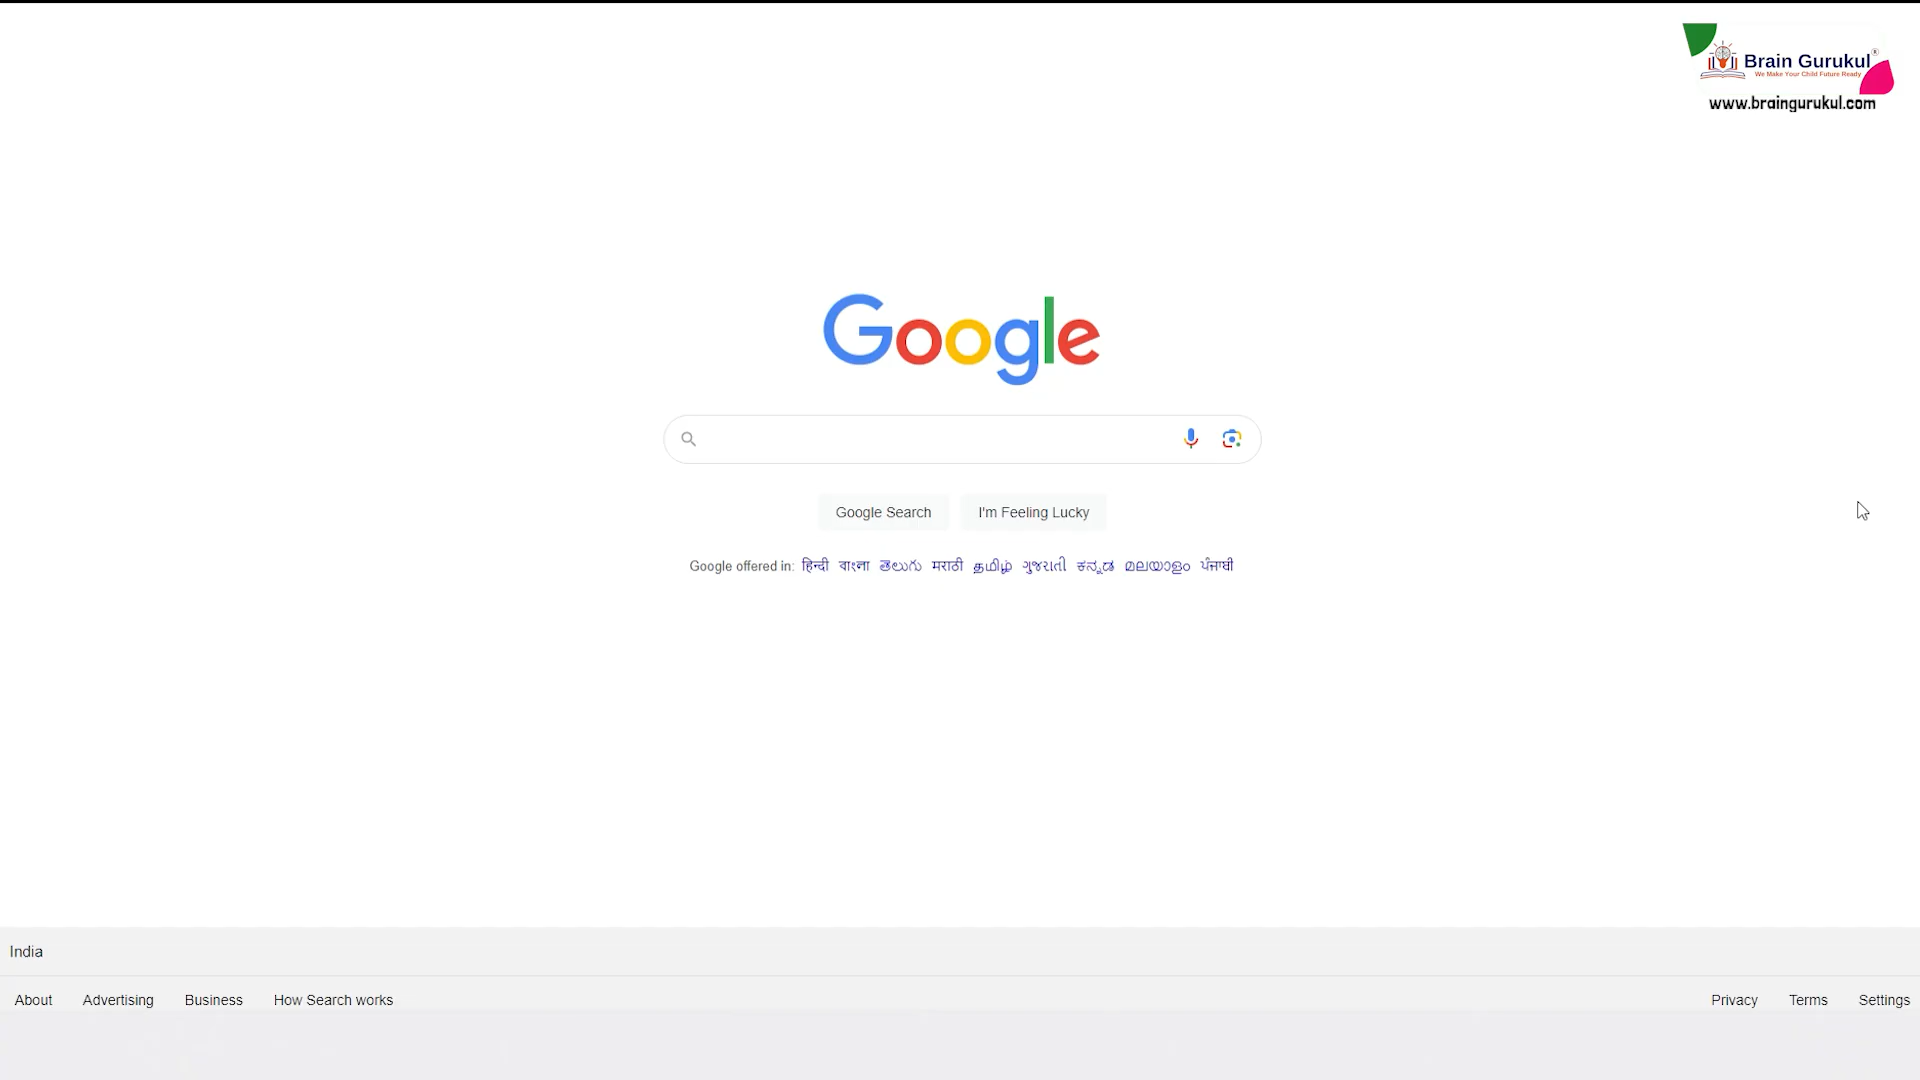 Brain Gurukul®
We Make Your Child Future Ready
www.braingurukul.com
Google
Google Search
I'm Feeling Lucky
Google offered in: हिन्दी বাংলা తెలుగు मराठी தமிழ் ગુજરાતી ಕನ್ನಡ മലയാളം ਪੰਜਾਬੀ
India
About Advertising Business How Search works Privacy Terms Settings